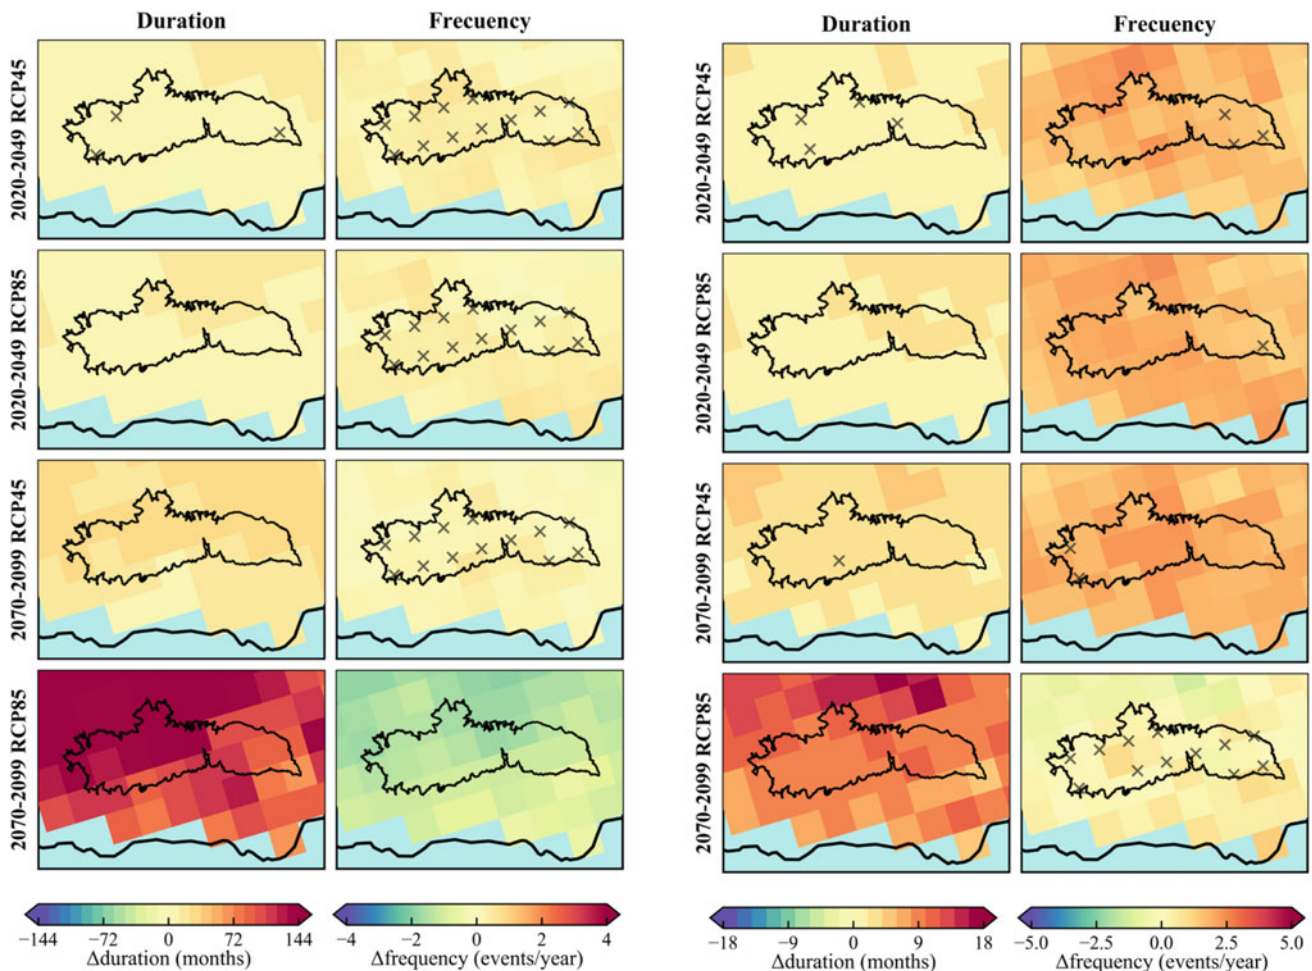 Duration Frecuency Duration Frecuency
2020-2049 RCP45 2020-2049 RCP45
2020-2049 RCP85 2020-2049 RCP85
2070-2099 RCP45 2070-2099 RCP45
2070-2099 RCP85 2070-2099 RCP85
−144 −72 0 72 144 −4 −2 0 2 4 −18 −9 0 9 18 −5.0 −2.5 0.0 2.5 5.0
Δduration (months) Δfrequency (events/year) Δduration (months) Δfrequency (events/year)